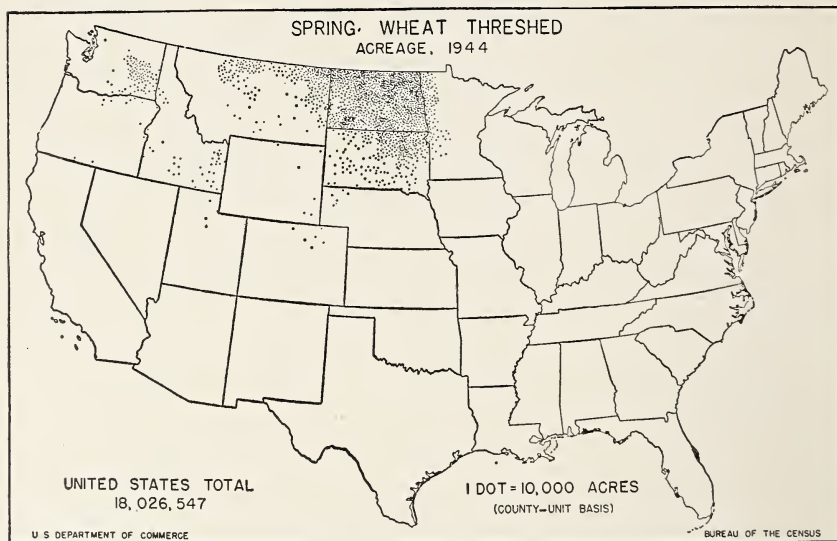 SPRING WHEAT THRESHED
ACREAGE, 1944
UNITED STATES TOTAL
18,026,547
1 DOT = 10,000 ACRES
(COUNTY-UNIT BASIS)
U S DEPARTMENT OF COMMERCE
BUREAU OF THE CENSUS